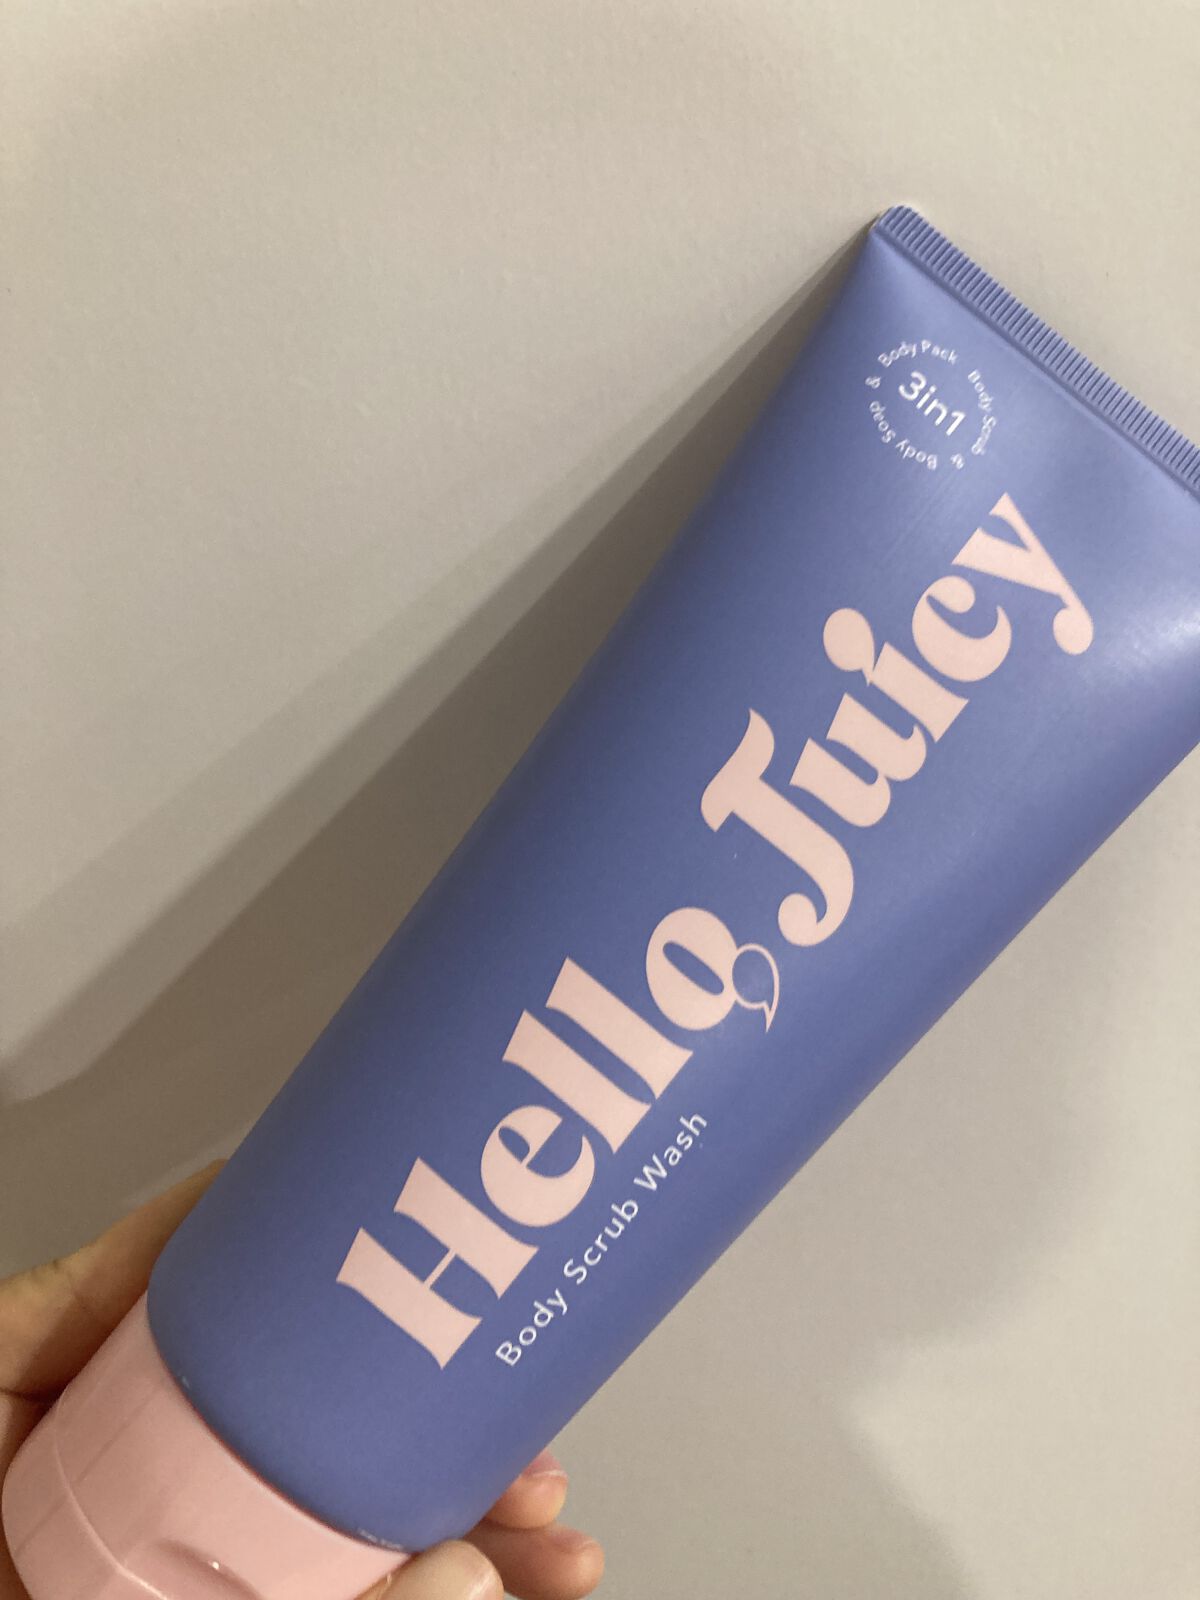 3in1
Body Scrub & Body Soap & Body Pack
Hello, Juicy
Body Scrub Wash